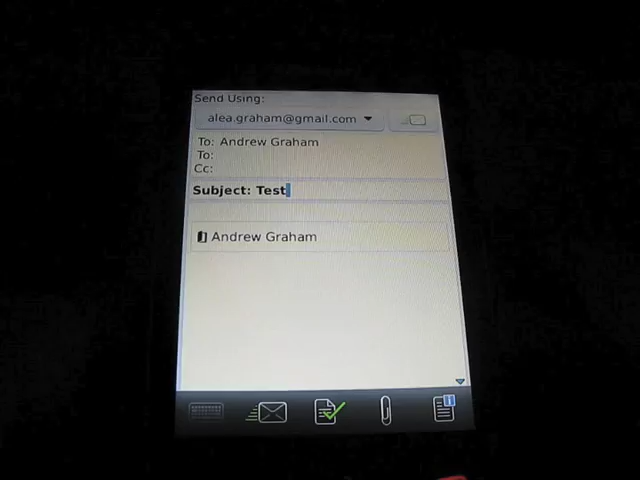 Send Using:
alea.graham@gmail.com
To: Andrew Graham
To:
Cc:
Subject: Test
Andrew Graham